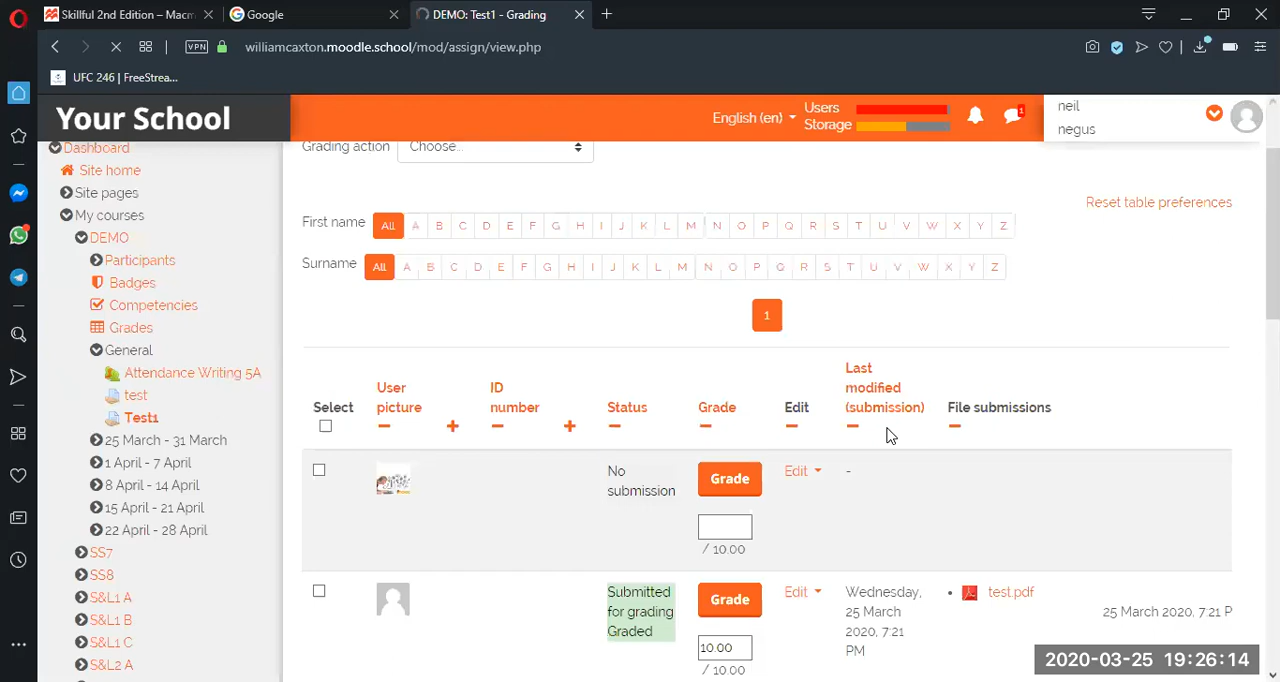 Skillful 2nd Edition – Macm
Google
DEMO: Test1 - Grading
VPN
williamcaxton.moodle.school/mod/assign/view.php
UFC 246 | FreeStrea...
Your School
English (en)
Users
Storage
1
neil
negus
Dashboard
Site home
Site pages
My courses
DEMO
Participants
Badges
Competencies
Grades
General
Attendance Writing 5A
test
Test1
25 March - 31 March
1 April - 7 April
8 April - 14 April
15 April - 21 April
22 April - 28 April
SS7
SS8
S&L1 A
S&L1 B
S&L1 C
S&L2 A
Grading action
Choose...
Reset table preferences
First name All A B C D E F G H I J K L M N O P Q R S T U V W X Y Z
Surname All A B C D E F G H I J K L M N O P Q R S T U V W X Y Z
1
Select
User
picture
ID
number
Status
Grade
Edit
Last
modified
(submission)
File submissions
No
submission
Grade
/ 10.00
Edit
-
Submitted
for grading
Graded
Grade
10.00
/ 10.00
Edit
Wednesday,
25 March
2020, 7:21
PM
test.pdf
25 March 2020, 7:21 P
2020-03-25 19:26:14